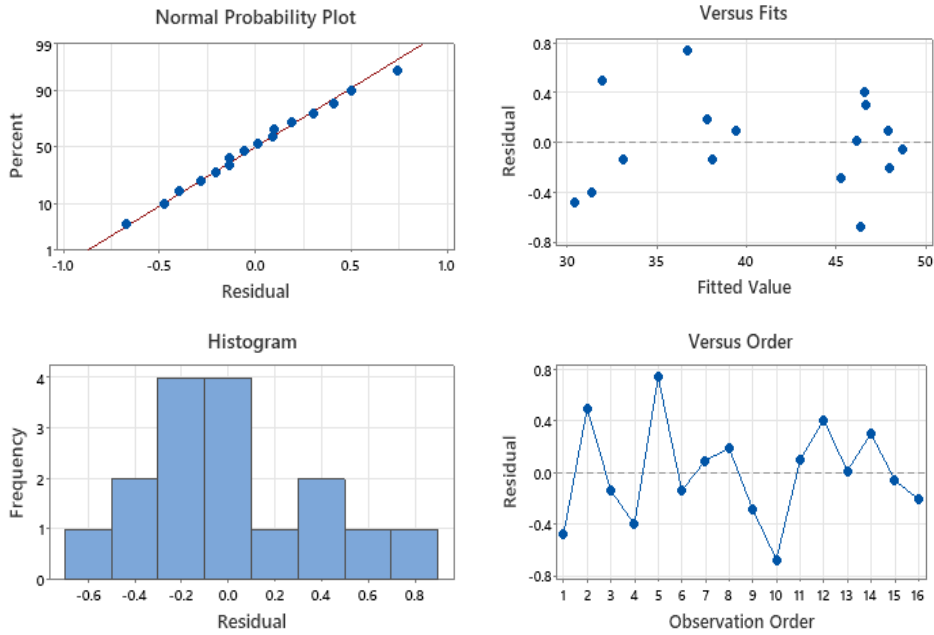 Normal Probability Plot
99
90
50
10
1
Percent
-1.0 -0.5 0.0 0.5 1.0
Residual
Versus Fits
0.8
0.4
0.0
-0.4
-0.8
Residual
30 35 40 45 50
Fitted Value
Histogram
4
3
2
1
0
Frequency
-0.6 -0.4 -0.2 0.0 0.2 0.4 0.6 0.8
Residual
Versus Order
0.8
0.4
0.0
-0.4
-0.8
Residual
1 2 3 4 5 6 7 8 9 10 11 12 13 14 15 16
Observation Order